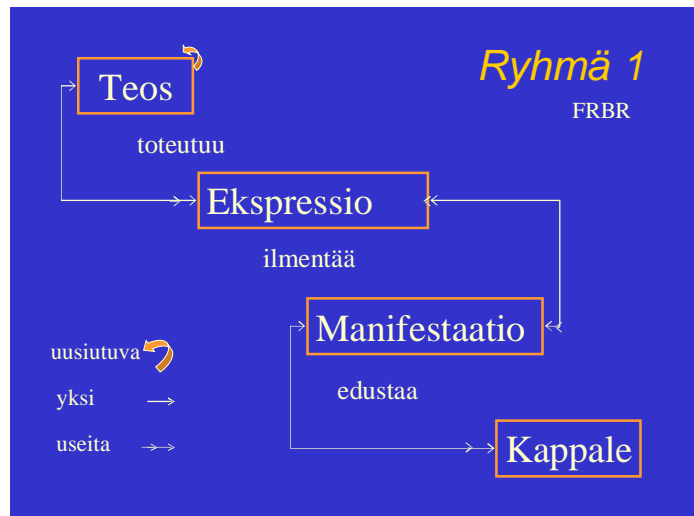 Ryhmä 1
FRBR
Teos
toteutuu
Ekspressio
ilmentää
Manifestaatio
edustaa
Kappale
uusiutuva
yksi
useita